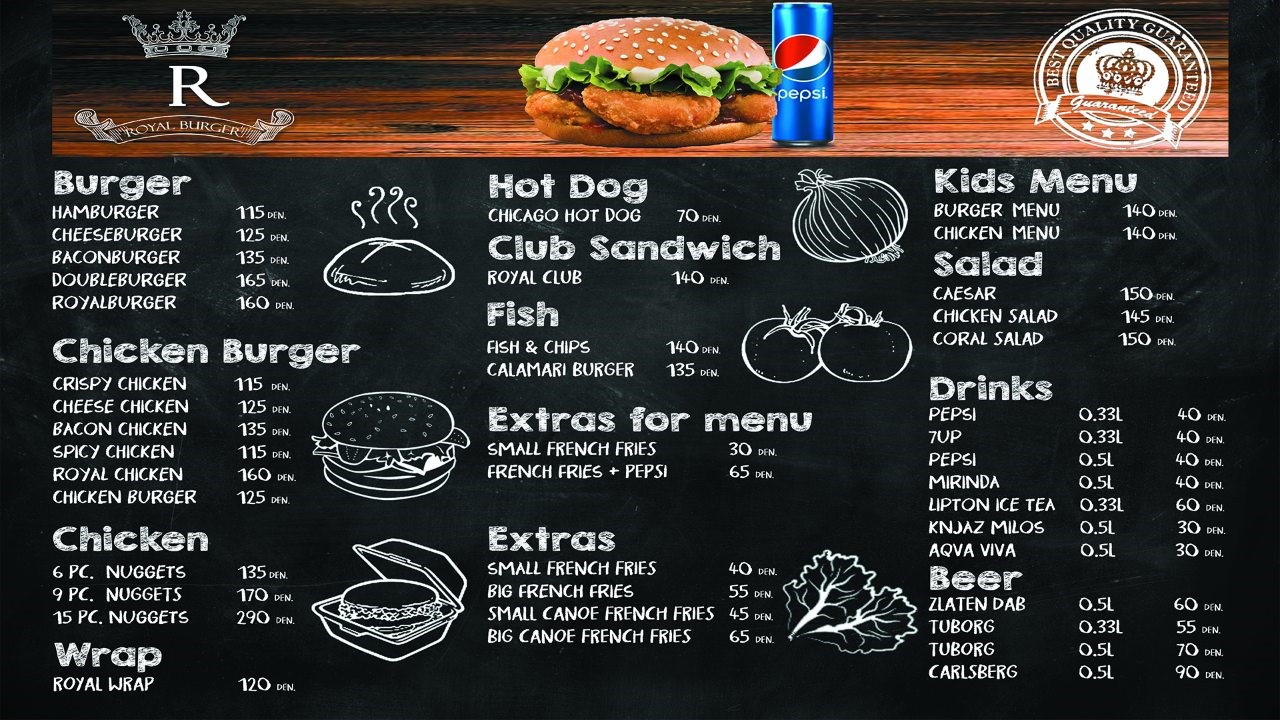 R
"ROYAL BURGER"
pepsi.
BEST QUALITY GUARANTEED
Guaranteed
Burger
HAMBURGER 115 DEN.
CHEESEBURGER 125 DEN.
BACONBURGER 135 DEN.
DOUBLEBURGER 165 DEN.
ROYALBURGER 160 DEN.
Chicken Burger
CRISPY CHICKEN 115 DEN.
CHEESE CHICKEN 125 DEN.
BACON CHICKEN 135 DEN.
SPICY CHICKEN 115 DEN.
ROYAL CHICKEN 160 DEN.
CHICKEN BURGER 125 DEN.
Chicken
6 PC. NUGGETS 135 DEN.
9 PC. NUGGETS 170 DEN.
15 PC. NUGGETS 290 DEN.
Wrap
ROYAL WRAP 120 DEN.
Hot Dog
CHICAGO HOT DOG 70 DEN.
Club Sandwich
ROYAL CLUB 140 DEN.
Fish
FISH & CHIPS 140 DEN.
CALAMARI BURGER 135 DEN.
Extras for menu
SMALL FRENCH FRIES 30 DEN.
FRENCH FRIES + PEPSI 65 DEN.
Extras
SMALL FRENCH FRIES 40 DEN.
BIG FRENCH FRIES 55 DEN.
SMALL CANOE FRENCH FRIES 45 DEN.
BIG CANOE FRENCH FRIES 65 DEN.
Kids Menu
BURGER MENU 140 DEN.
CHICKEN MENU 140 DEN.
Salad
CAESAR 150 DEN.
CHICKEN SALAD 145 DEN.
CORAL SALAD 150 DEN.
Drinks
PEPSI 0.33L 40 DEN.
7UP 0.33L 40 DEN.
PEPSI 0.5L 40 DEN.
MIRINDA 0.5L 40 DEN.
LIPTON ICE TEA 0.33L 60 DEN.
KNJAZ MILOS 0.5L 30 DEN.
AQVA VIVA 0.5L 30 DEN.
Beer
ZLATEN DAB 0.5L 60 DEN.
TUBORG 0.33L 55 DEN.
TUBORG 0.5L 70 DEN.
CARLSBERG 0.5L 90 DEN.